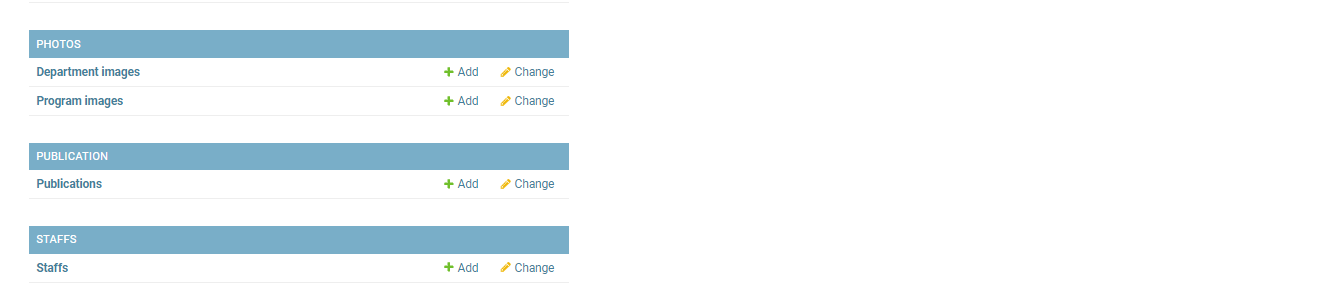 PHOTOS
Department images Add Change
Program images Add Change
PUBLICATION
Publications Add Change
STAFFS
Staffs Add Change